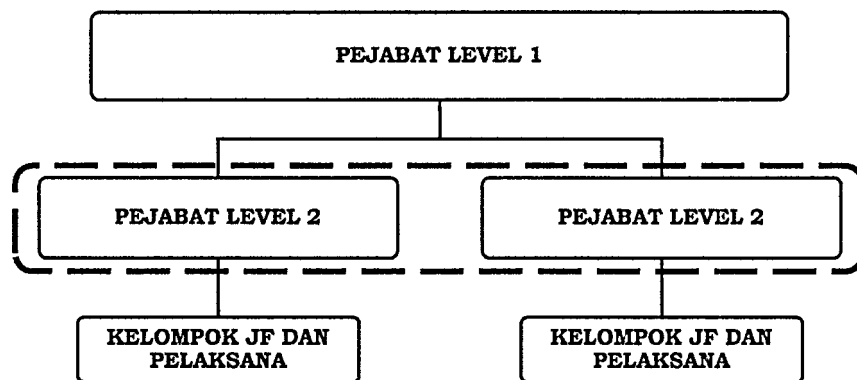 PEJABAT LEVEL 1
PEJABAT LEVEL 2
PEJABAT LEVEL 2
KELOMPOK JF DAN
PELAKSANA
KELOMPOK JF DAN
PELAKSANA